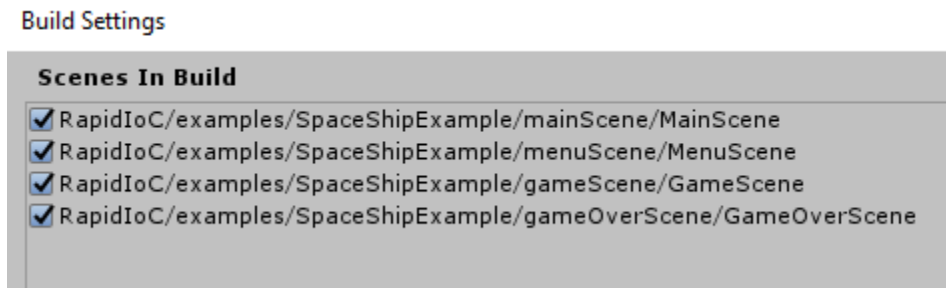 Build Settings
Scenes In Build
RapidIoC/examples/SpaceShipExample/mainScene/MainScene
RapidIoC/examples/SpaceShipExample/menuScene/MenuScene
RapidIoC/examples/SpaceShipExample/gameScene/GameScene
RapidIoC/examples/SpaceShipExample/gameOverScene/GameOverScene